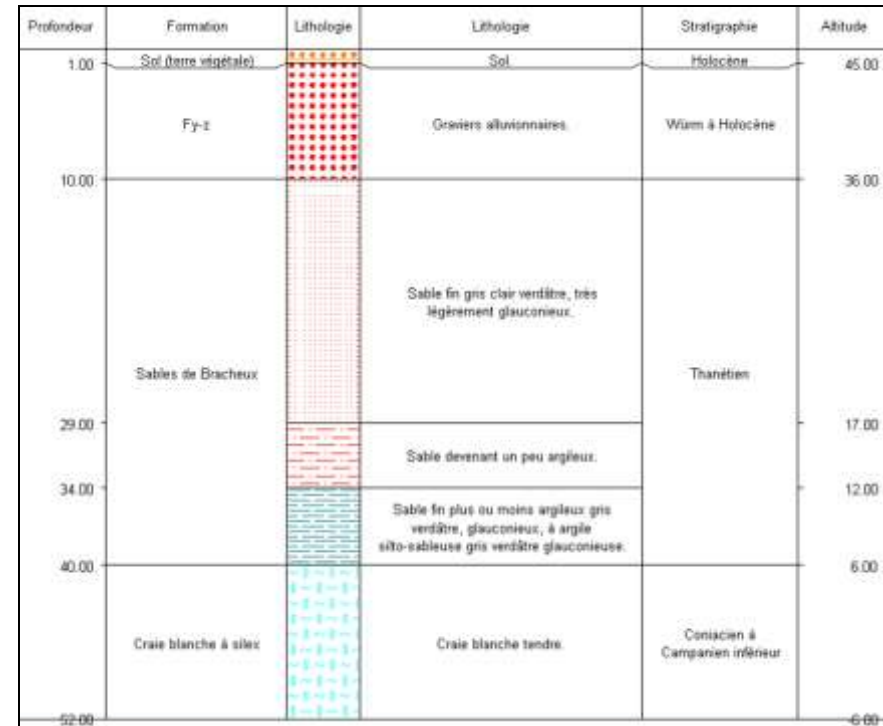 Profondeur Formation Lithologie Lithologie Stratigraphie Altitude
1.00 Sol (terre végétale) Sol. Holocène 45.00
Fy-z Graviers alluvionnaires. Würm à Holocène
10.00 36.00
Sable fin gris clair verdâtre, très
légèrement glauconieux.
Sables de Bracheux Thanétien
29.00 17.00
Sable devenant un peu argileux.
34.00 12.00
Sable fin plus ou moins argileux gris
verdâtre, glauconieux, à argile
silto-sableuse gris verdâtre glauconieuse.
40.00 6.00
Craie blanche à silex Craie blanche tendre. Coniacien à
Campanien inférieur
52.00 -6.00